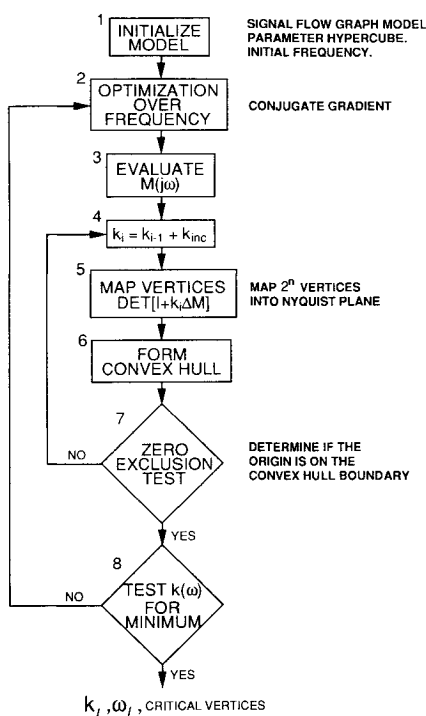 1
INITIALIZE
MODEL
SIGNAL FLOW GRAPH MODEL
PARAMETER HYPERCUBE.
INITIAL FREQUENCY.
2
OPTIMIZATION
OVER
FREQUENCY
CONJUGATE GRADIENT
3
EVALUATE
M(jω)
4
k_i = k_{i-1} + k_{inc}
5
MAP VERTICES
DET[I+k_iΔM]
MAP 2^n VERTICES
INTO NYQUIST PLANE
6
FORM
CONVEX HULL
7
ZERO
EXCLUSION
TEST
NO
DETERMINE IF THE
ORIGIN IS ON THE
CONVEX HULL BOUNDARY
YES
8
TEST k(ω)
FOR
MINIMUM
NO
YES
k_l, ω_l, CRITICAL VERTICES